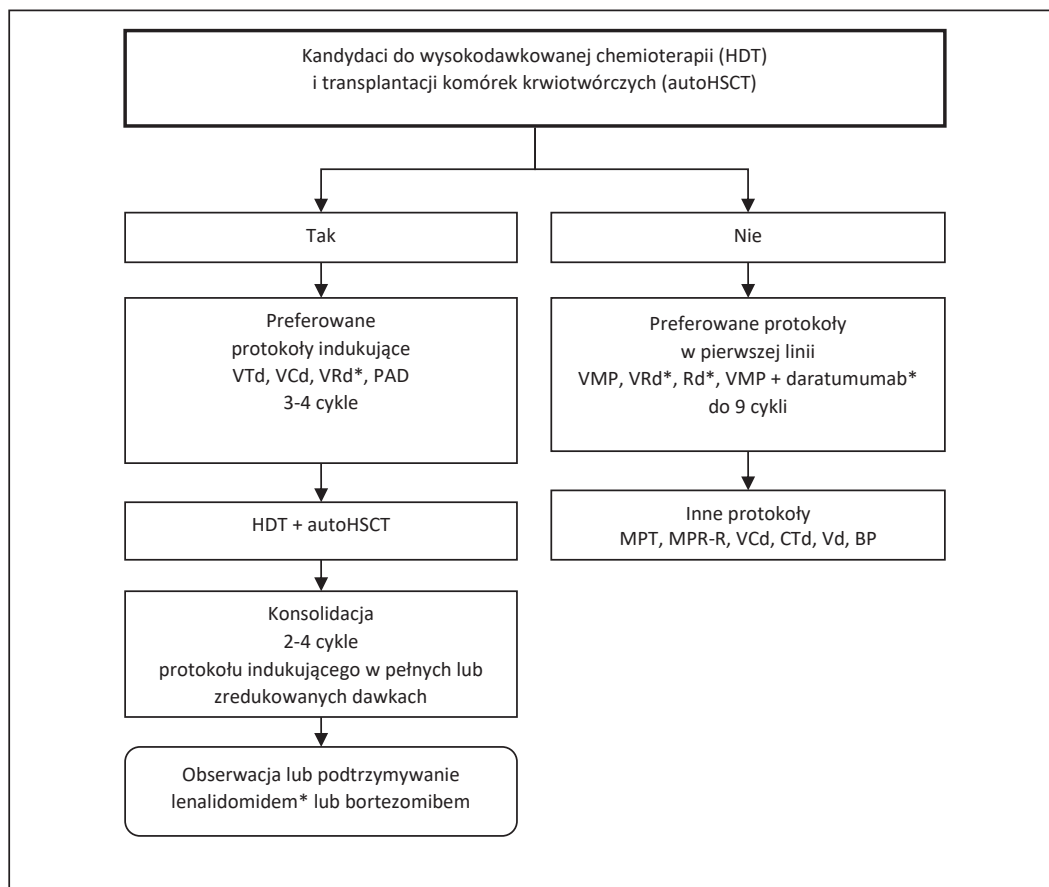 Kandydaci do wysokodawkowanej chemioterapii (HDT)
i transplantacji komórek krwiotwórczych (autoHSCT)
Tak
Nie
Preferowane
protokoły indukujące
VTd, VCd, VRd*, PAD
3-4 cykle
Preferowane protokoły
w pierwszej linii
VMP, VRd*, Rd*, VMP + daratumumab*
do 9 cykli
HDT + autoHSCT
Inne protokoły
MPT, MPR-R, VCd, CTd, Vd, BP
Konsolidacja
2-4 cykle
protokołu indukującego w pełnych lub
zredukowanych dawkach
Obserwacja lub podtrzymywanie
lenalidomidem* lub bortezomibem